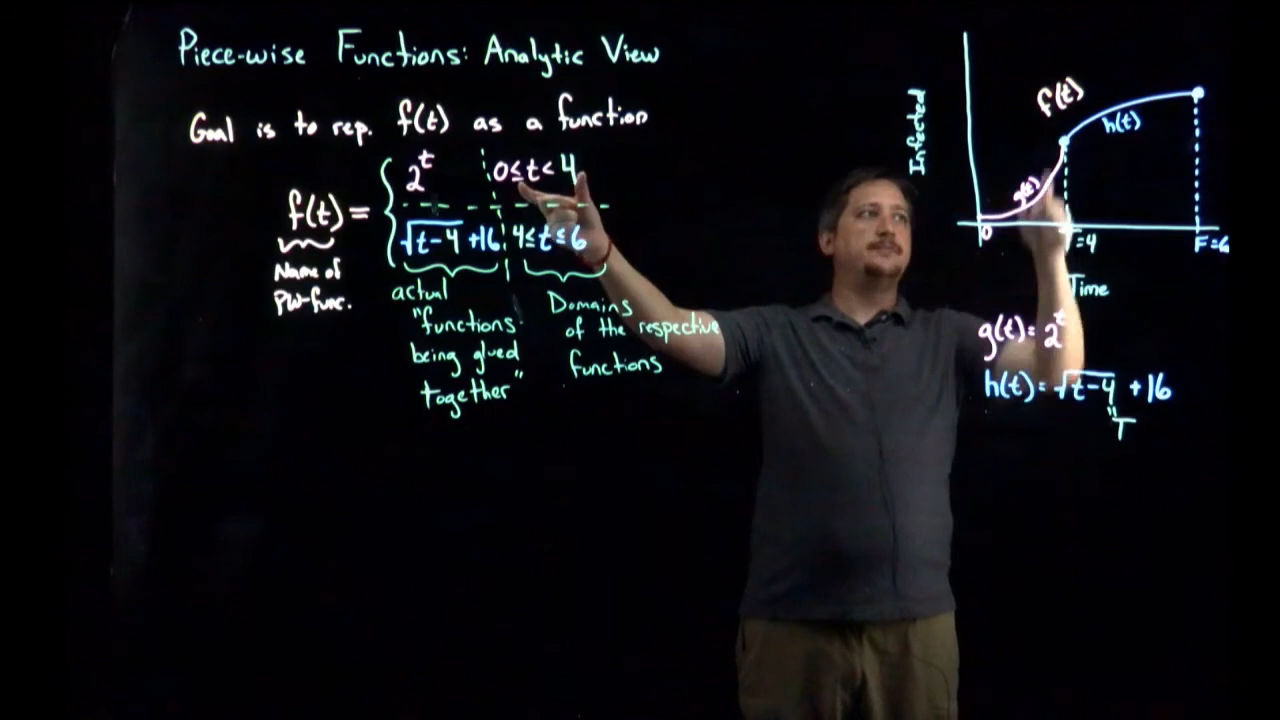 Piece-wise Functions: Analytic View
Goal is to rep. f(t) as a function
f(t) =
2^t 0≤t<4
√t-4 +16 4≤t≤6
Name of
PW-func.
actual
"functions
being glued
together"
Domains
of the respective
functions
Infected
f(t)
h(t)
g(t)
0
=4
F=6
Time
g(t)=2^t
h(t)=√t-4 +16
"T